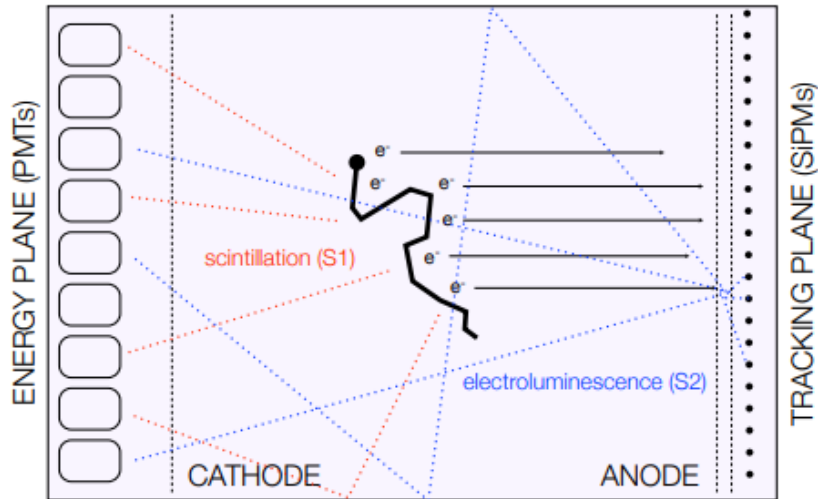 ENERGY PLANE (PMTs)
e-
e-
e-
e-
scintillation (S1)
e-
e-
electroluminescence (S2)
CATHODE
ANODE
TRACKING PLANE (SiPMs)